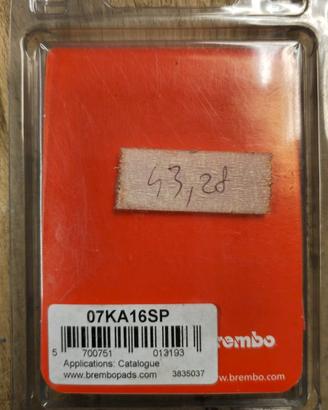 43,28
07KA16SP
5 700751 013193
Applications: Catalogue
www.brembopads.com 3835037
brembo
www.brembo.com